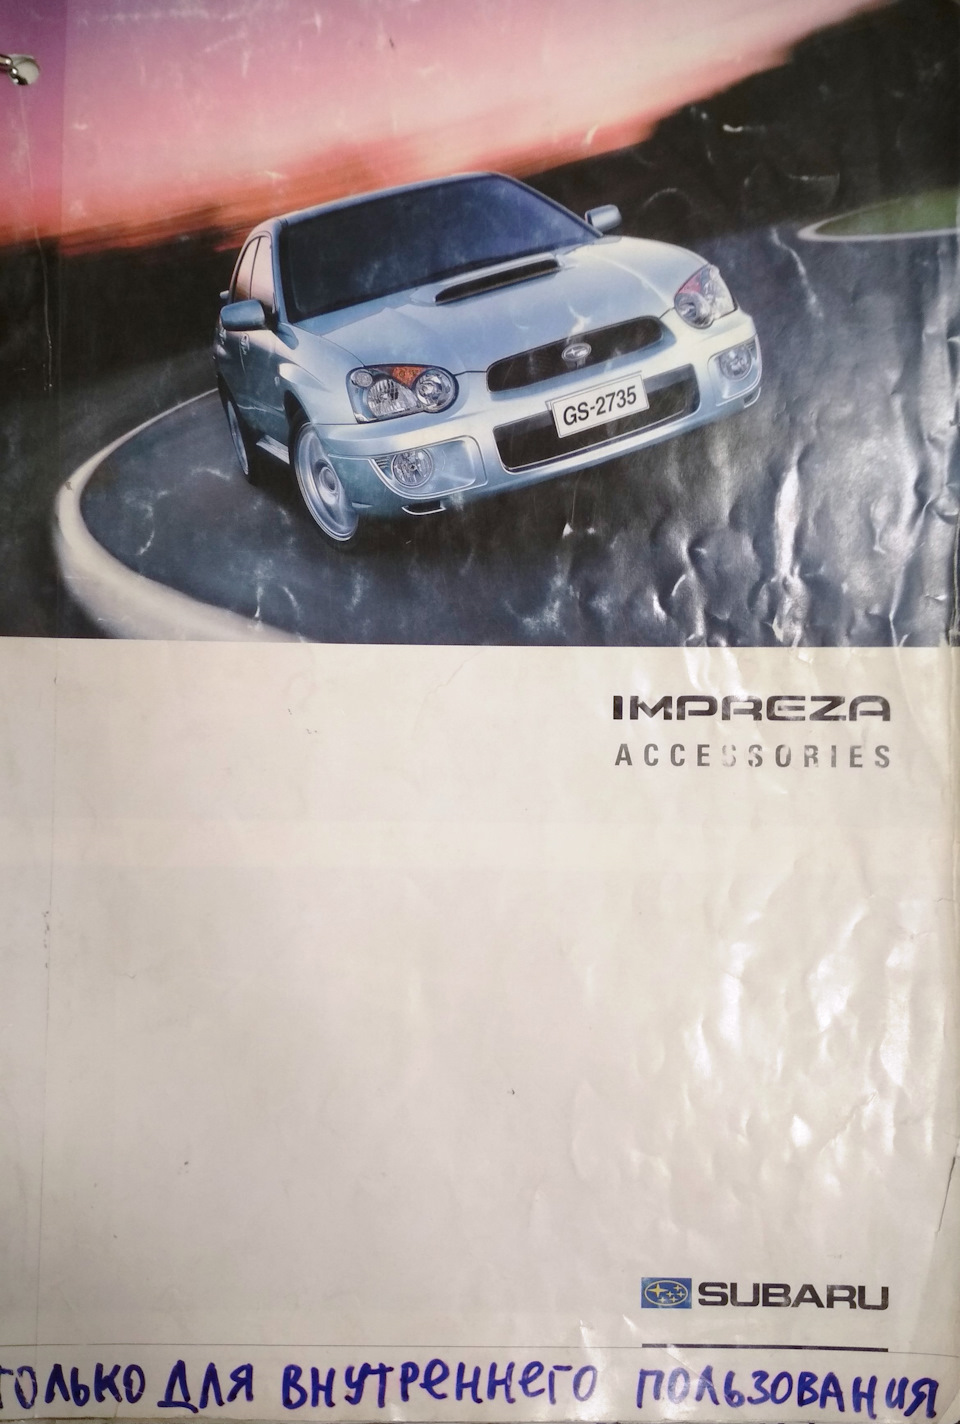 GS-2735
IMPREZA
ACCESSORIES
SUBARU
ТОЛЬКО ДЛЯ ВНУТРЕННЕГО ПОЛЬЗОВАНИЯ